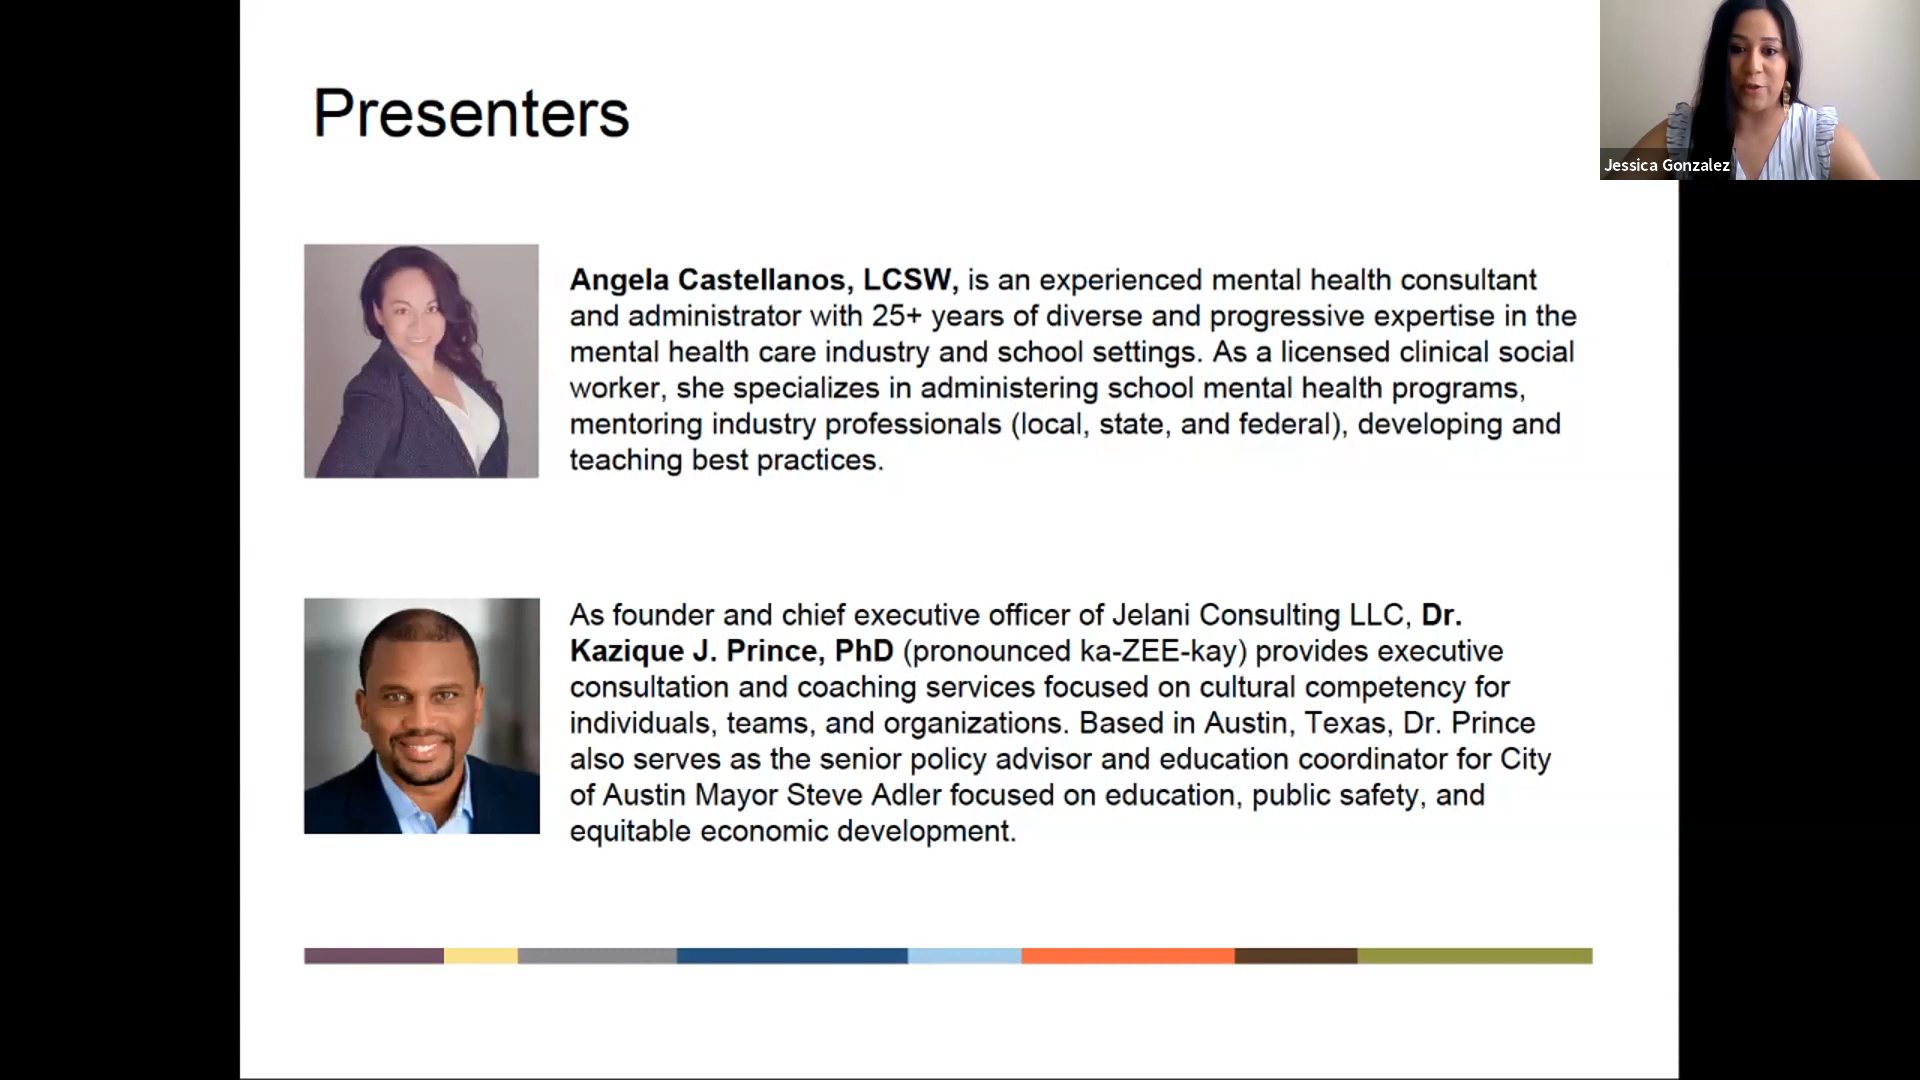 Presenters
Jessica Gonzalez
Angela Castellanos, LCSW, is an experienced mental health consultant
and administrator with 25+ years of diverse and progressive expertise in the
mental health care industry and school settings. As a licensed clinical social
worker, she specializes in administering school mental health programs,
mentoring industry professionals (local, state, and federal), developing and
teaching best practices.
As founder and chief executive officer of Jelani Consulting LLC, Dr.
Kazique J. Prince, PhD (pronounced ka-ZEE-kay) provides executive
consultation and coaching services focused on cultural competency for
individuals, teams, and organizations. Based in Austin, Texas, Dr. Prince
also serves as the senior policy advisor and education coordinator for City
of Austin Mayor Steve Adler focused on education, public safety, and
equitable economic development.